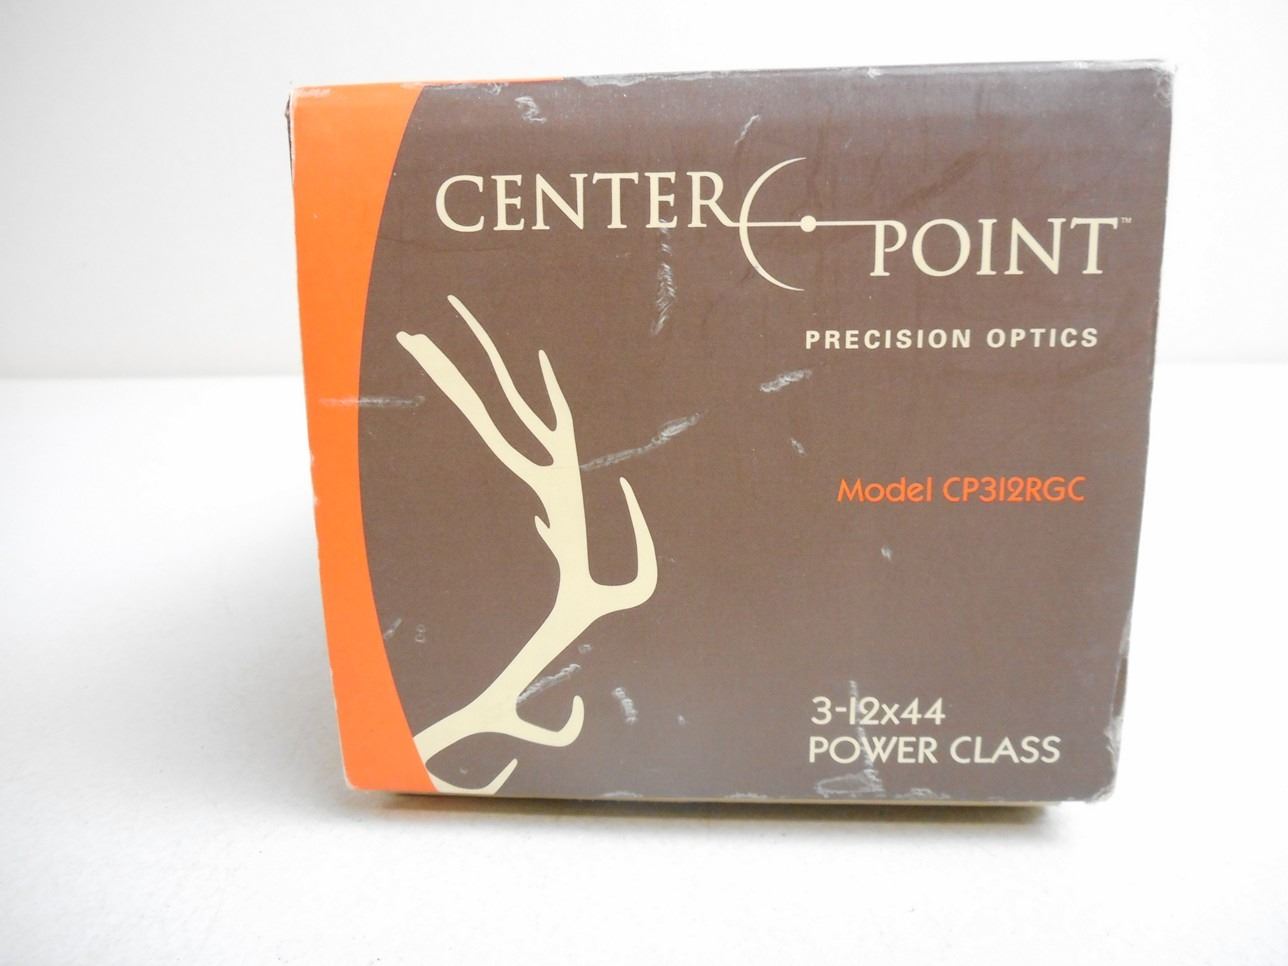 CENTER POINT™
PRECISION OPTICS
Model CP312RGC
3-12x44
POWER CLASS